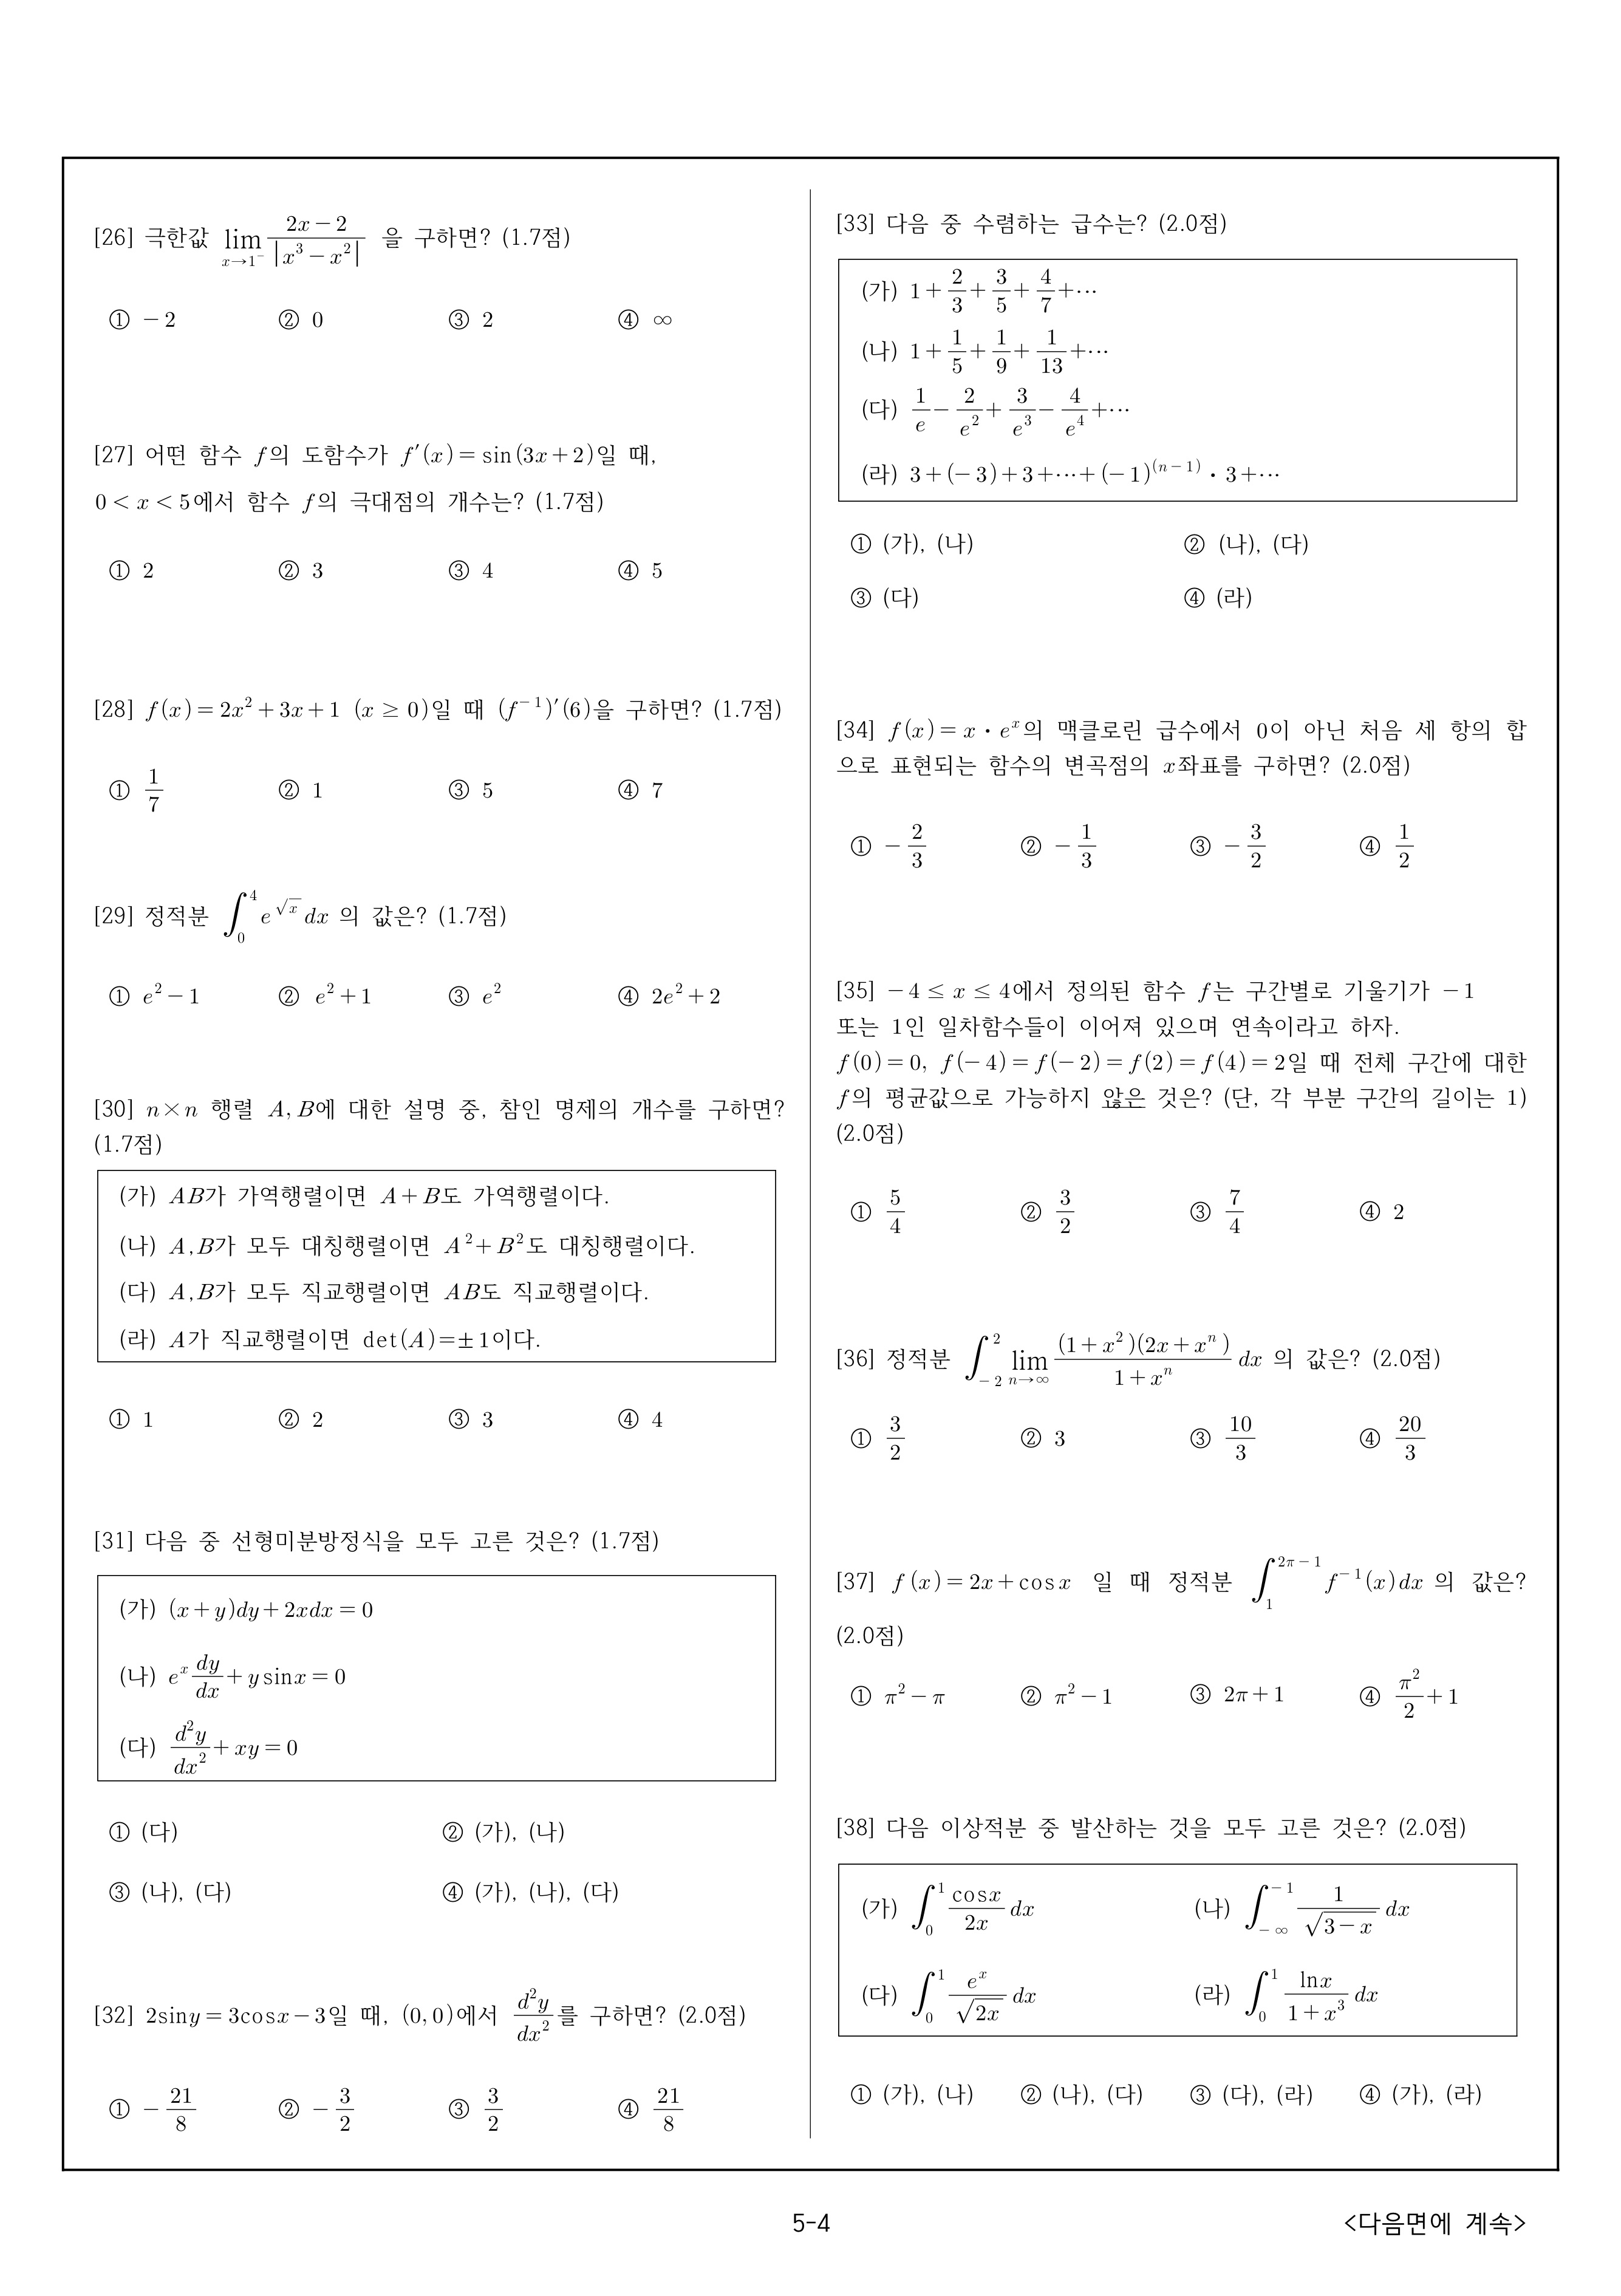 [26] 극한값 $\lim_{x \to 1^-} \frac{2x-2}{|x^3-x^2|}$ 을 구하면? (1.7점)
① $-2$ ② 0 ③ 2 ④ $\infty$
[27] 어떤 함수 $f$의 도함수가 $f'(x)=\sin(3x+2)$일 때,
$0<x<5$에서 함수 $f$의 극대점의 개수는? (1.7점)
① 2 ② 3 ③ 4 ④ 5
[28] $f(x)=2x^2+3x+1\ (x \geq 0)$일 때 $(f^{-1})'(6)$을 구하면? (1.7점)
① $\frac{1}{7}$ ② 1 ③ 5 ④ 7
[29] 정적분 $\int_0^4 e^{\sqrt{x}}dx$ 의 값은? (1.7점)
① $e^2-1$ ② $e^2+1$ ③ $e^2$ ④ $2e^2+2$
[30] $n \times n$ 행렬 $A, B$에 대한 설명 중, 참인 명제의 개수를 구하면?
(1.7점)
(가) $AB$가 가역행렬이면 $A+B$도 가역행렬이다.
(나) $A, B$가 모두 대칭행렬이면 $A^2+B^2$도 대칭행렬이다.
(다) $A, B$가 모두 직교행렬이면 $AB$도 직교행렬이다.
(라) $A$가 직교행렬이면 $\det(A)=\pm 1$이다.
① 1 ② 2 ③ 3 ④ 4
[31] 다음 중 선형미분방정식을 모두 고른 것은? (1.7점)
(가) $(x+y)dy+2xdx=0$
(나) $e^x\frac{dy}{dx}+y\sin x=0$
(다) $\frac{d^2y}{dx^2}+xy=0$
① (다) ② (가), (나)
③ (나), (다) ④ (가), (나), (다)
[32] $2\sin y=3\cos x-3$일 때, $(0,0)$에서 $\frac{d^2y}{dx^2}$를 구하면? (2.0점)
① $-\frac{21}{8}$ ② $-\frac{3}{2}$ ③ $\frac{3}{2}$ ④ $\frac{21}{8}$
[33] 다음 중 수렴하는 급수는? (2.0점)
(가) $1+\frac{2}{3}+\frac{3}{5}+\frac{4}{7}+\cdots$
(나) $1+\frac{1}{5}+\frac{1}{9}+\frac{1}{13}+\cdots$
(다) $\frac{1}{e}-\frac{2}{e^2}+\frac{3}{e^3}-\frac{4}{e^4}+\cdots$
(라) $3+(-3)+3+\cdots+(-1)^{(n-1)}\cdot 3+\cdots$
① (가), (나) ② (나), (다)
③ (다) ④ (라)
[34] $f(x)=x\cdot e^x$의 맥클로린 급수에서 0이 아닌 처음 세 항의 합
으로 표현되는 함수의 변곡점의 $x$좌표를 구하면? (2.0점)
① $-\frac{2}{3}$ ② $-\frac{1}{3}$ ③ $-\frac{3}{2}$ ④ $\frac{1}{2}$
[35] $-4 \leq x \leq 4$에서 정의된 함수 $f$는 구간별로 기울기가 $-1$
또는 1인 일차함수들이 이어져 있으며 연속이라고 하자.
$f(0)=0,\ f(-4)=f(-2)=f(2)=f(4)=2$일 때 전체 구간에 대한
$f$의 평균값으로 가능하지 않은 것은? (단, 각 부분 구간의 길이는 1)
(2.0점)
① $\frac{5}{4}$ ② $\frac{3}{2}$ ③ $\frac{7}{4}$ ④ 2
[36] 정적분 $\int_{-2}^{2}\lim_{n \to \infty}\frac{(1+x^2)(2x+x^n)}{1+x^n}dx$ 의 값은? (2.0점)
① $\frac{3}{2}$ ② 3 ③ $\frac{10}{3}$ ④ $\frac{20}{3}$
[37] $f(x)=2x+\cos x$ 일 때 정적분 $\int_1^{2\pi-1}f^{-1}(x)dx$ 의 값은?
(2.0점)
① $\pi^2-\pi$ ② $\pi^2-1$ ③ $2\pi+1$ ④ $\frac{\pi^2}{2}+1$
[38] 다음 이상적분 중 발산하는 것을 모두 고른 것은? (2.0점)
(가) $\int_0^1\frac{\cos x}{2x}dx$ (나) $\int_{-\infty}^{-1}\frac{1}{\sqrt{3-x}}dx$
(다) $\int_0^1\frac{e^x}{\sqrt{2x}}dx$ (라) $\int_0^1\frac{\ln x}{1+x^3}dx$
① (가), (나) ② (나), (다) ③ (다), (라) ④ (가), (라)
5-4
<다음면에 계속>